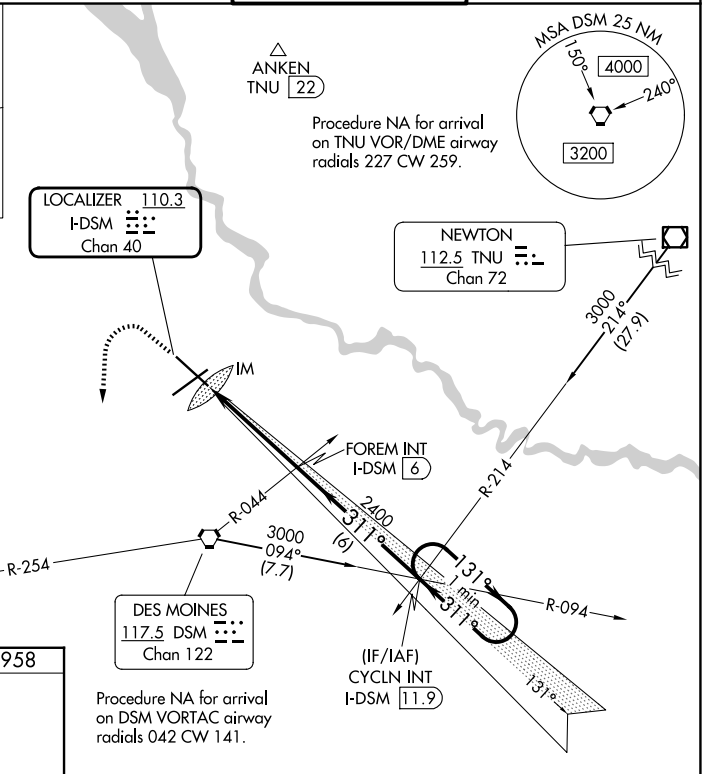 ANKEN
TNU 22
MSA DSM 25 NM
150°
4000
240°
3200
Procedure NA for arrival
on TNU VOR/DME airway
radials 227 CW 259.
LOCALIZER 110.3
I-DSM
Chan 40
NEWTON
112.5 TNU
Chan 72
3000
214°
(27.9)
IM
FOREM INT
I-DSM 6
R-214
R-044
2400
311°
(6)
3000
094°
(7.7)
R-254
131°
1 min
311°
R-094
DES MOINES
117.5 DSM
Chan 122
(IF/IAF)
CYCLN INT
I-DSM 11.9
131°
958
Procedure NA for arrival
on DSM VORTAC airway
radials 042 CW 141.